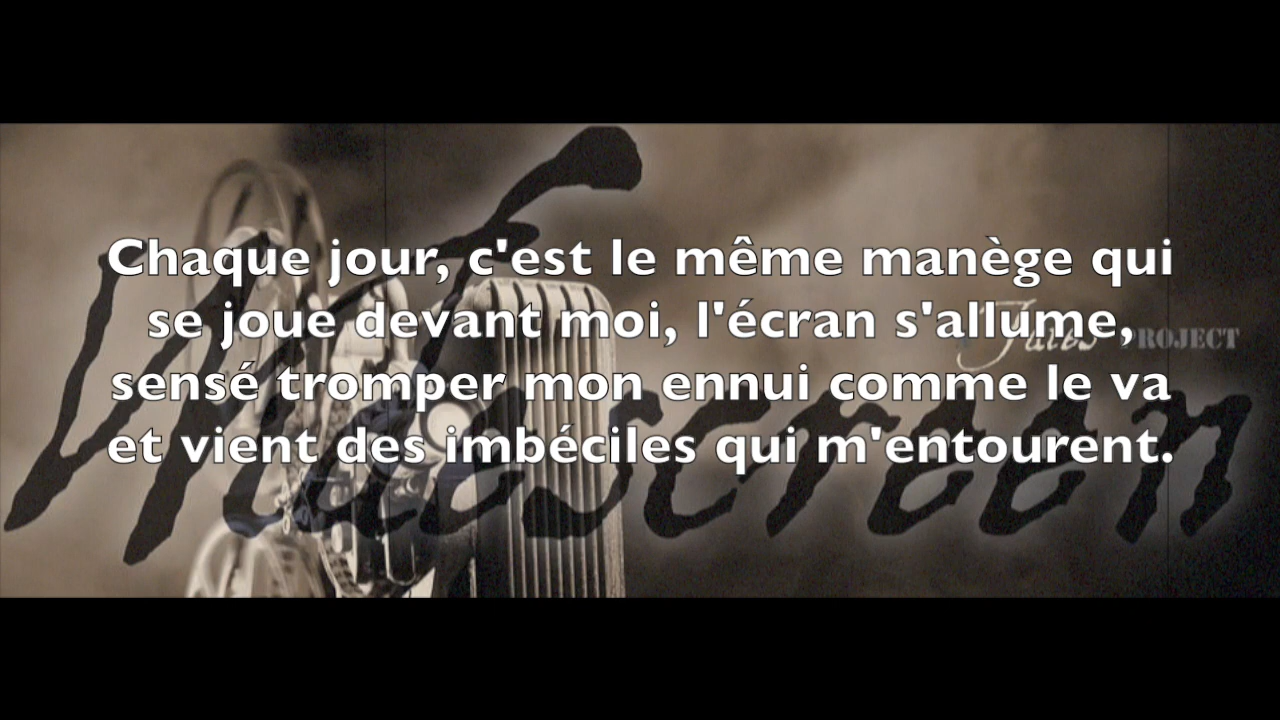 Chaque jour, c'est le même manège qui
se joue devant moi, l'écran s'allume,
sensé tromper mon ennui comme le va
et vient des imbéciles qui m'entourent.
PROJECT
Widescreen